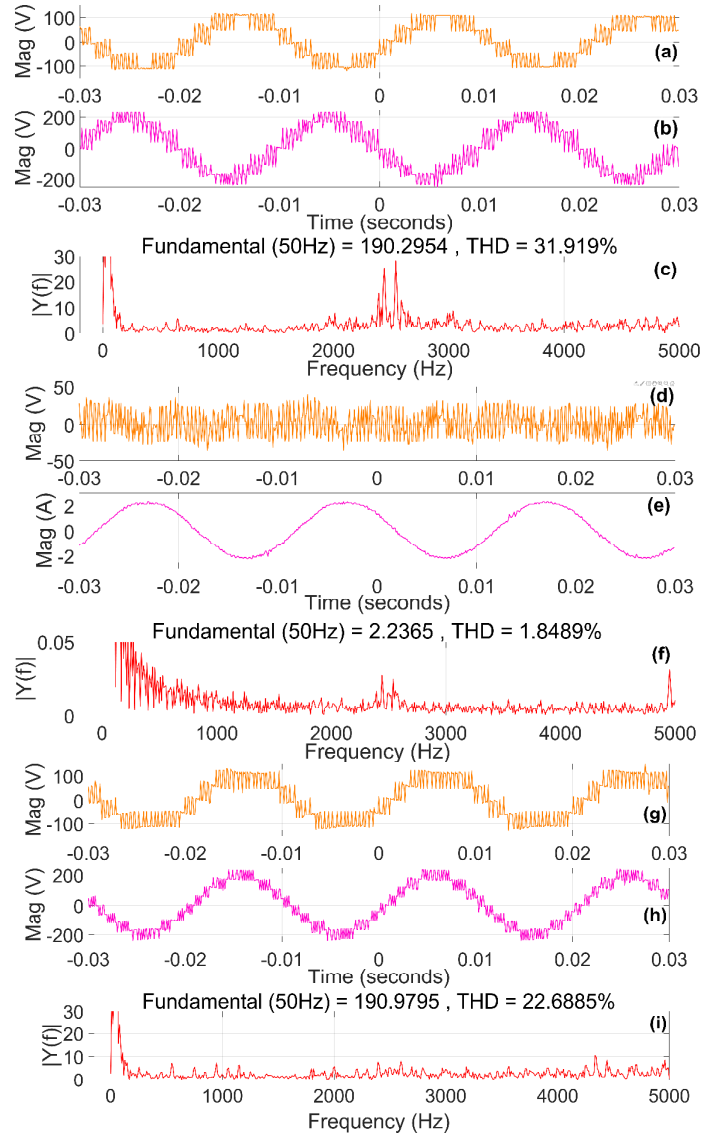 Mag (V)
100
0
-100
(a)
-0.03 -0.02 -0.01 0 0.01 0.02 0.03
Mag (V)
200
0
-200
(b)
-0.03 -0.02 -0.01 0 0.01 0.02 0.03
Time (seconds)
Fundamental (50Hz) = 190.2954 , THD = 31.919%
|Y(f)|
30
20
10
0
(c)
0 1000 2000 3000 4000 5000
Frequency (Hz)
Mag (V)
50
0
-50
(d)
-0.03 -0.02 -0.01 0 0.01 0.02 0.03
Mag (A)
2
0
-2
(e)
-0.03 -0.02 -0.01 0 0.01 0.02 0.03
Time (seconds)
Fundamental (50Hz) = 2.2365 , THD = 1.8489%
|Y(f)|
0.05
0
(f)
0 1000 2000 3000 4000 5000
Frequency (Hz)
Mag (V)
100
0
-100
(g)
-0.03 -0.02 -0.01 0 0.01 0.02 0.03
Mag (V)
200
0
-200
(h)
-0.03 -0.02 -0.01 0 0.01 0.02 0.03
Time (seconds)
Fundamental (50Hz) = 190.9795 , THD = 22.6885%
|Y(f)|
30
20
10
0
(i)
0 1000 2000 3000 4000 5000
Frequency (Hz)